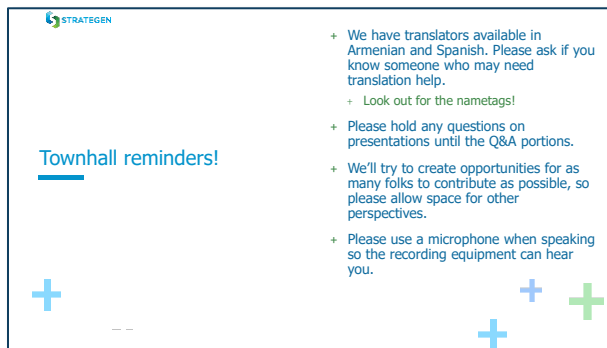 STRATEGEN
Townhall reminders!
+ We have translators available in
Armenian and Spanish. Please ask if you
know someone who may need
translation help.
+ Look out for the nametags!
+ Please hold any questions on
presentations until the Q&A portions.
+ We’ll try to create opportunities for as
many folks to contribute as possible, so
please allow space for other
perspectives.
+ Please use a microphone when speaking
so the recording equipment can hear
you.